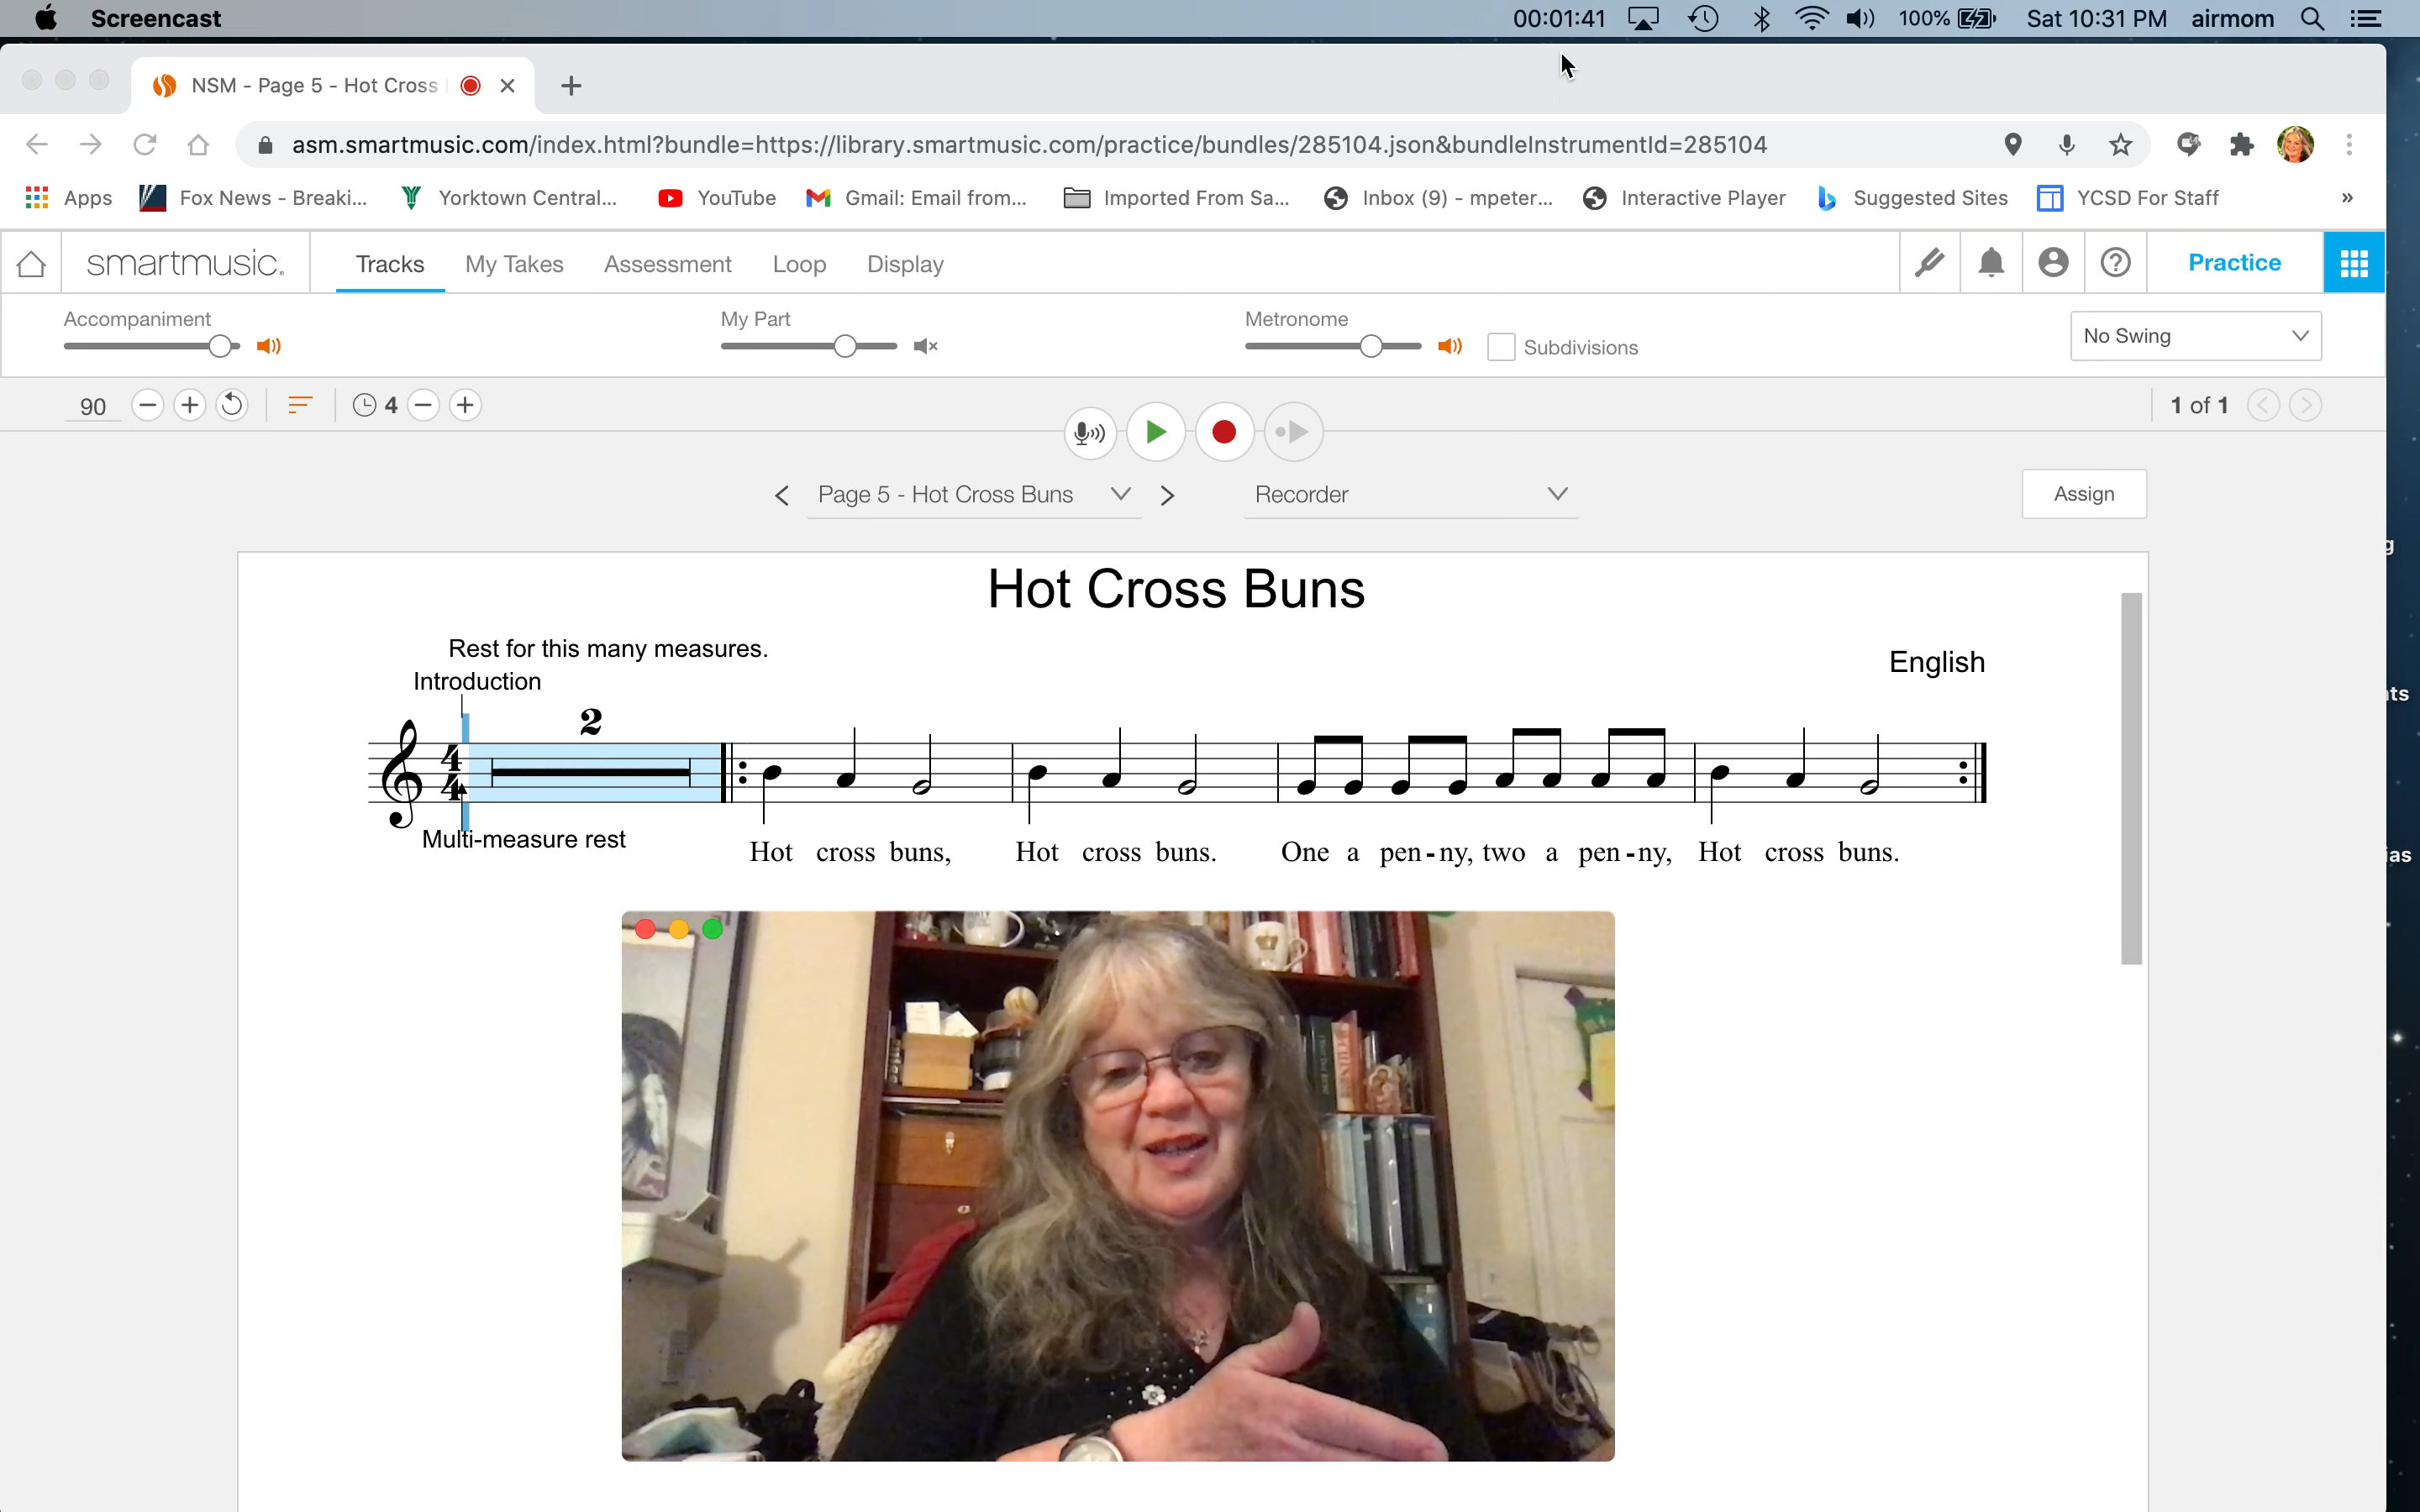 Screencast 00:01:41 100% Sat 10:31 PM airmom
NSM - Page 5 - Hot Cross
asm.smartmusic.com/index.html?bundle=https://library.smartmusic.com/practice/bundles/285104.json&bundleInstrumentId=285104
Apps Fox News - Breaki... Yorktown Central... YouTube Gmail: Email from... Imported From Sa... Inbox (9) - mpeter... Interactive Player Suggested Sites YCSD For Staff »
smartmusic. Tracks My Takes Assessment Loop Display Practice
Accompaniment My Part Metronome
Subdivisions No Swing
90 4 1 of 1
Page 5 - Hot Cross Buns Recorder Assign
Hot Cross Buns
Rest for this many measures.
English
Introduction
2
4
4
Multi-measure rest
Hot cross buns, Hot cross buns. One a pen-ny, two a pen-ny, Hot cross buns.
g
ts
ias